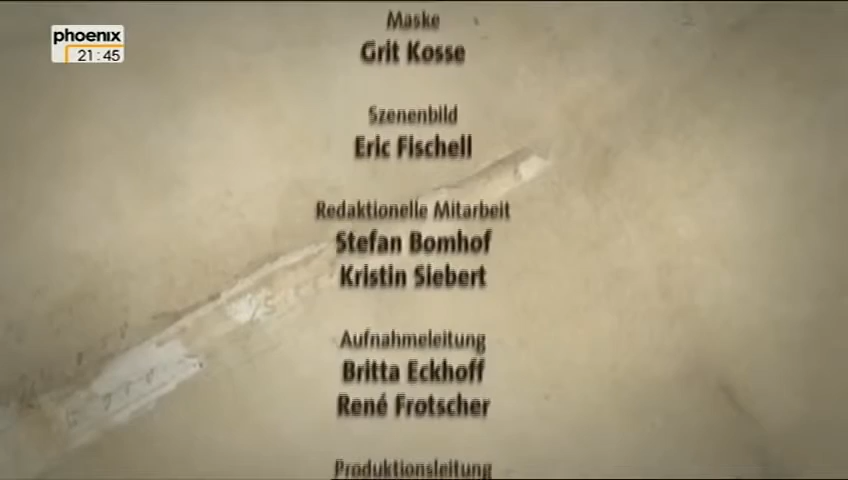 phoenix
21:45
Maske
Grit Kosse
Szenenbild
Eric Fischell
Redaktionelle Mitarbeit
Stefan Bomhof
Kristin Siebert
Aufnahmeleitung
Britta Eckhoff
René Frotscher
Produktionsleitung